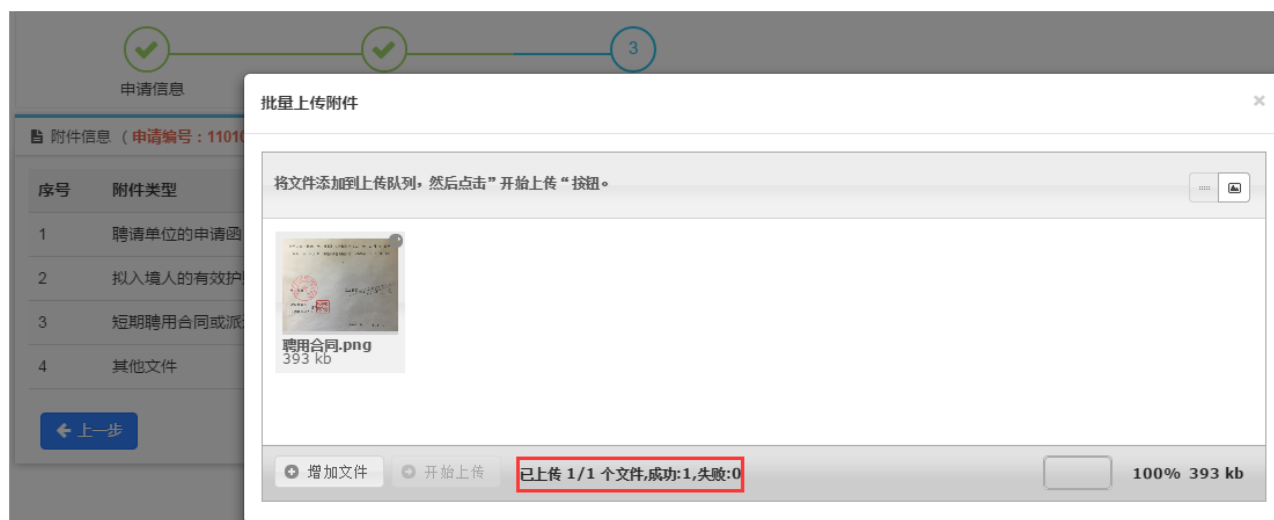 3
申请信息
批量上传附件
×
附件信息 （申请编号：1101
序号 附件类型
1 聘请单位的申请函
2 拟入境人的有效护
3 短期聘用合同或派
4 其他文件
上一步
将文件添加到上传队列，然后点击”开始上传“按钮。
聘用合同.png
393 kb
增加文件
开始上传
已上传 1/1 个文件,成功:1,失败:0
100% 393 kb